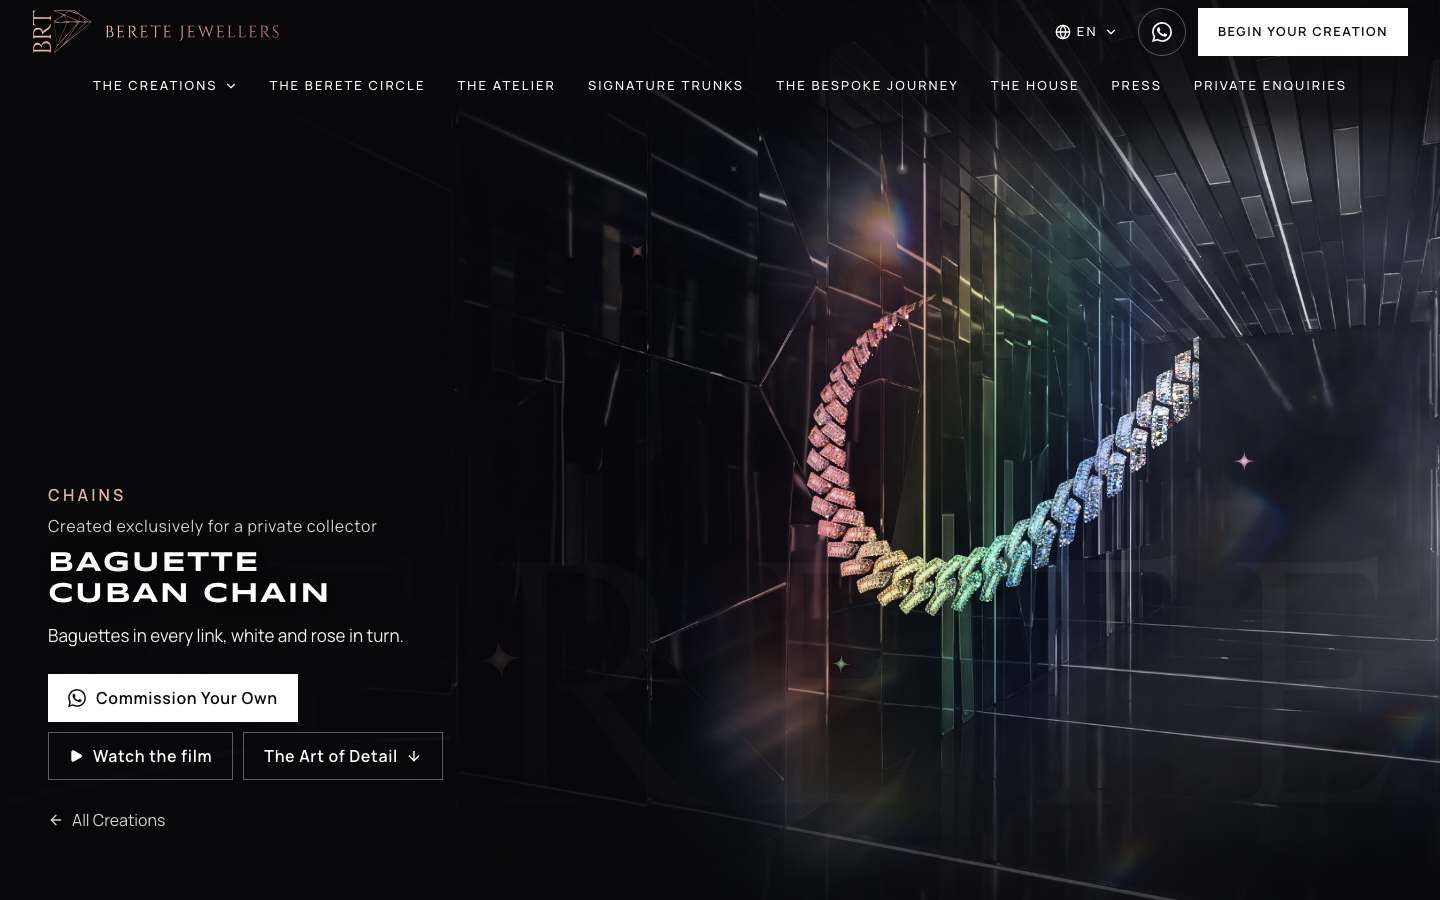 BRT
BERETE JEWELLERS
EN
BEGIN YOUR CREATION
THE CREATIONS
THE BERETE CIRCLE
THE ATELIER
SIGNATURE TRUNKS
THE BESPOKE JOURNEY
THE HOUSE
PRESS
PRIVATE ENQUIRIES
CHAINS
Created exclusively for a private collector
BAGUETTE
CUBAN CHAIN
Baguettes in every link, white and rose in turn.
Commission Your Own
Watch the film
The Art of Detail
All Creations